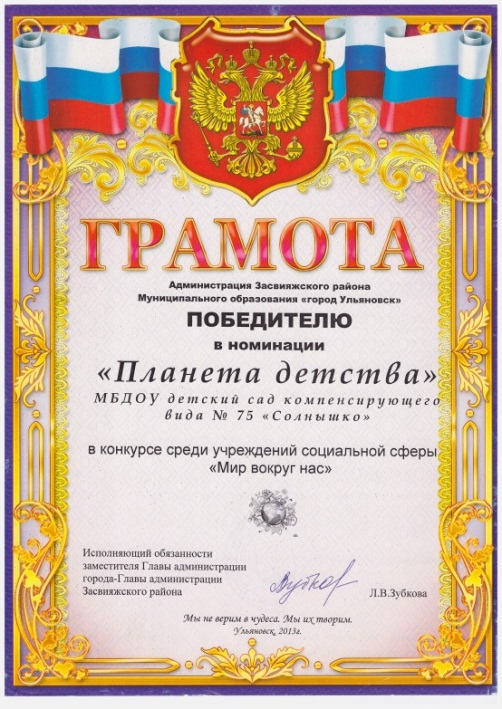 ГРАМОТА
Администрация Засвияжского района
Муниципального образования «город Ульяновск»
ПОБЕДИТЕЛЮ
в номинации
«Планета детства»
МБДОУ детский сад компенсирующего
вида № 75 «Солнышко»
в конкурсе среди учреждений социальной сферы
«Мир вокруг нас»
Исполняющий обязанности
заместителя Главы администрации
города-Главы администрации
Засвияжского района
Л.В.Зубкова
Мы не верим в чудеса. Мы их творим.
Ульяновск, 2013г.